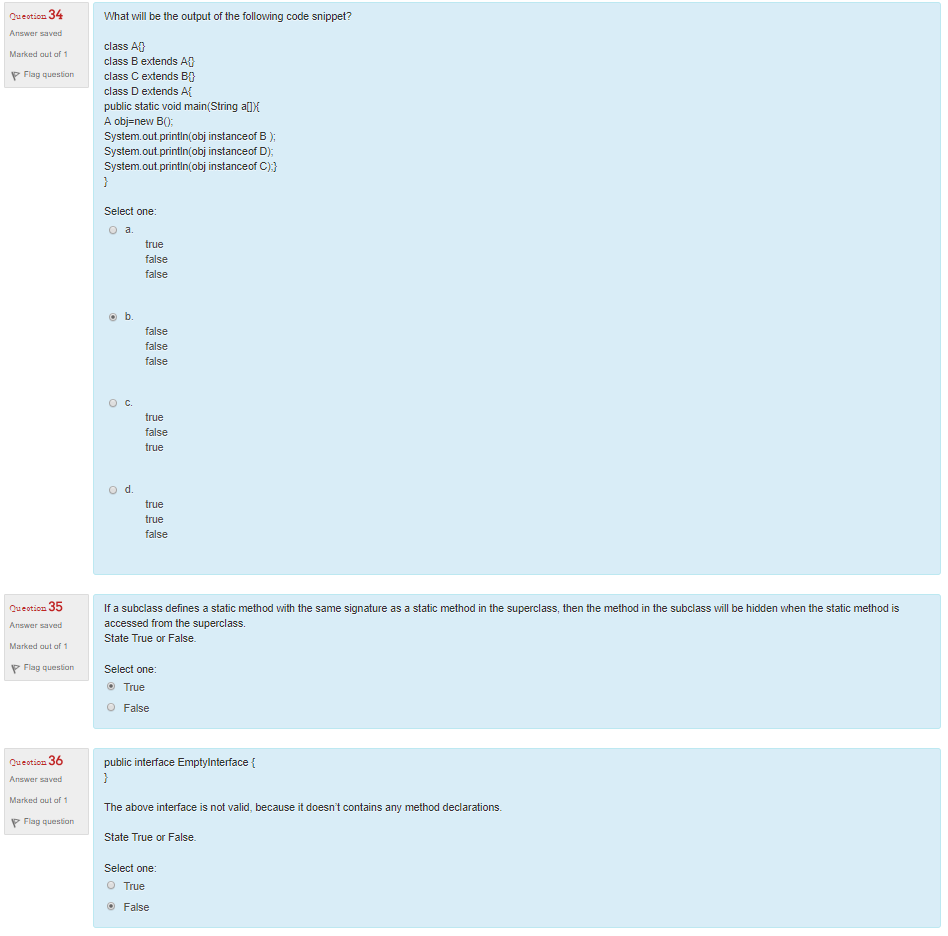 Question 34
Answer saved
Marked out of 1
Flag question
What will be the output of the following code snippet?
class A{}
class B extends A{}
class C extends B{}
class D extends A{
public static void main(String a[]){
A obj=new B();
System.out.println(obj instanceof B );
System.out.println(obj instanceof D);
System.out.println(obj instanceof C);}
}
Select one:
a.
true
false
false
b.
false
false
false
c.
true
false
true
d.
true
true
false
Question 35
Answer saved
Marked out of 1
Flag question
If a subclass defines a static method with the same signature as a static method in the superclass, then the method in the subclass will be hidden when the static method is
accessed from the superclass.
State True or False.
Select one:
True
False
Question 36
Answer saved
Marked out of 1
Flag question
public interface EmptyInterface {
}
The above interface is not valid, because it doesn't contains any method declarations.
State True or False.
Select one:
True
False